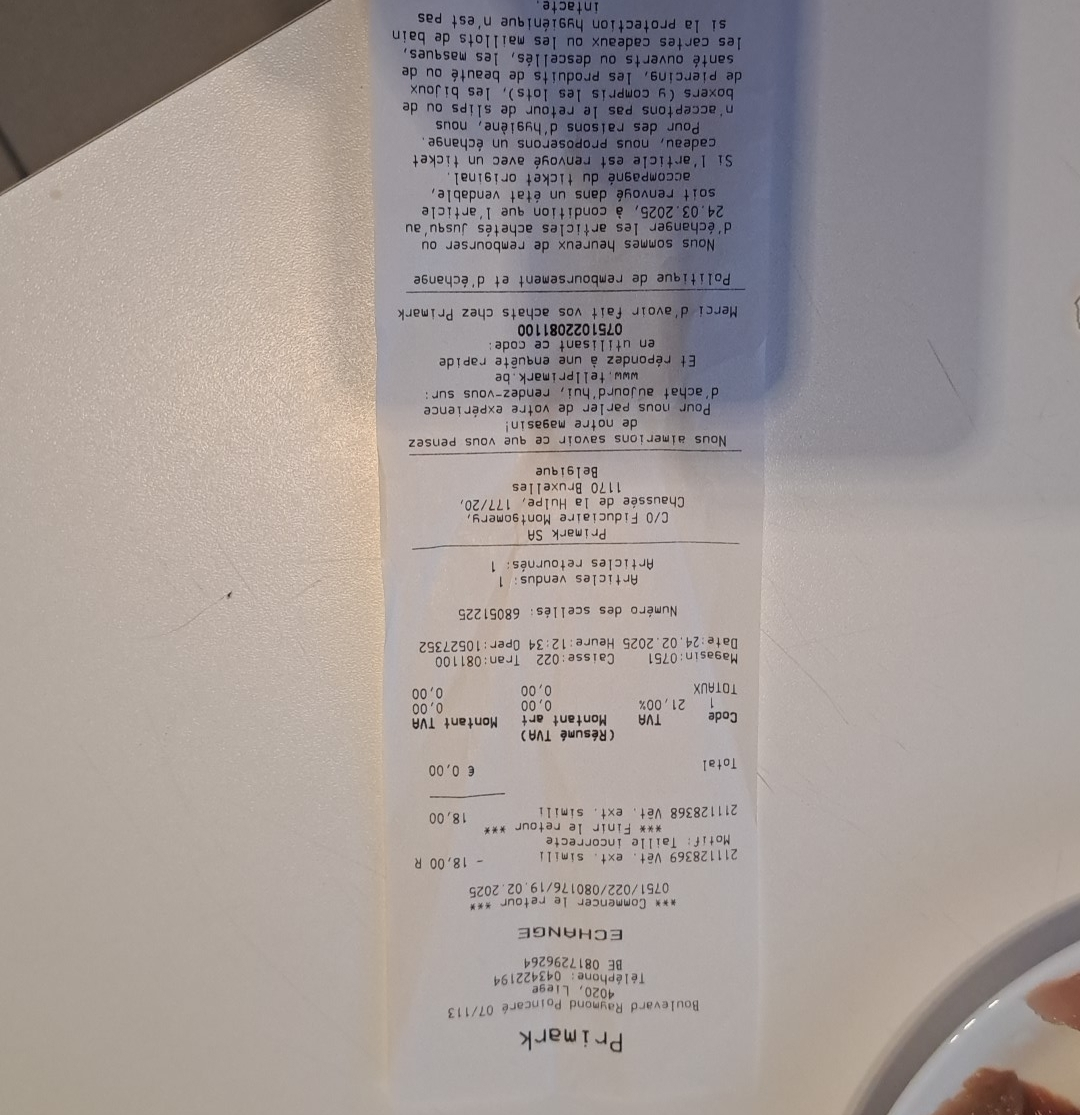 Primark
Boulevard Raymond Poincaré 07/113
4020, Liege
Téléphone: 043422194
BE 0817296264
ECHANGE
*** Commencer le retour ***
0751/022/080176/19.02.2025
211128369 Vêt. ext. simili - 18,00 R
Motif: Taille incorrecte
*** Finir le retour ***
211128368 Vêt. ext. simili 18,00
Total € 0,00
(Résumé TVA)
Code TVA Montant art Montant TVA
1 21,00% 0,00 0,00
TOTAUX 0,00 0,00
Magasin:0751 Caisse:022 Tran:081100
Date:24.02.2025 Heure:12:34 Oper:10527352
Numéro des scellés: 68051225
Articles vendus: 1
Articles retournés: 1
Primark SA
C/O Fiduciaire Montgomery,
Chaussée de la Hulpe, 177/20,
1170 Bruxelles
Belgique
Nous aimerions savoir ce que vous pensez
de notre magasin!
Pour nous parler de votre expérience
d'achat aujourd'hui, rendez-vous sur:
www.tellprimark.be
Et répondez à une enquête rapide
en utilisant ce code:
0751022081100
Merci d'avoir fait vos achats chez Primark
Politique de remboursement et d'échange
Nous sommes heureux de rembourser ou
d'échanger les articles achetés jusqu'au
24.03.2025, à condition que l'article
soit renvoyé dans un état vendable,
accompagné du ticket original.
Si l'article est renvoyé avec un ticket
cadeau, nous proposerons un échange.
Pour des raisons d'hygiène, nous
n'acceptons pas le retour de slips ou de
boxers (y compris les lots), les bijoux
de piercing, les produits de beauté ou de
santé ouverts ou descellés, les masques,
les cartes cadeaux ou les maillots de bain
si la protection hygiénique n'est pas
intacte.